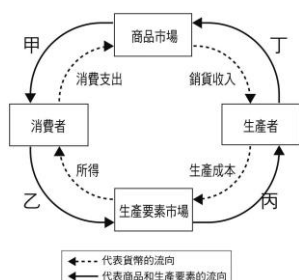 商品市場
甲
丁
消費支出
銷貨收入
消費者
生產者
所得
生產成本
乙
丙
生產要素市場
代表貨幣的流向
代表商品和生產要素的流向